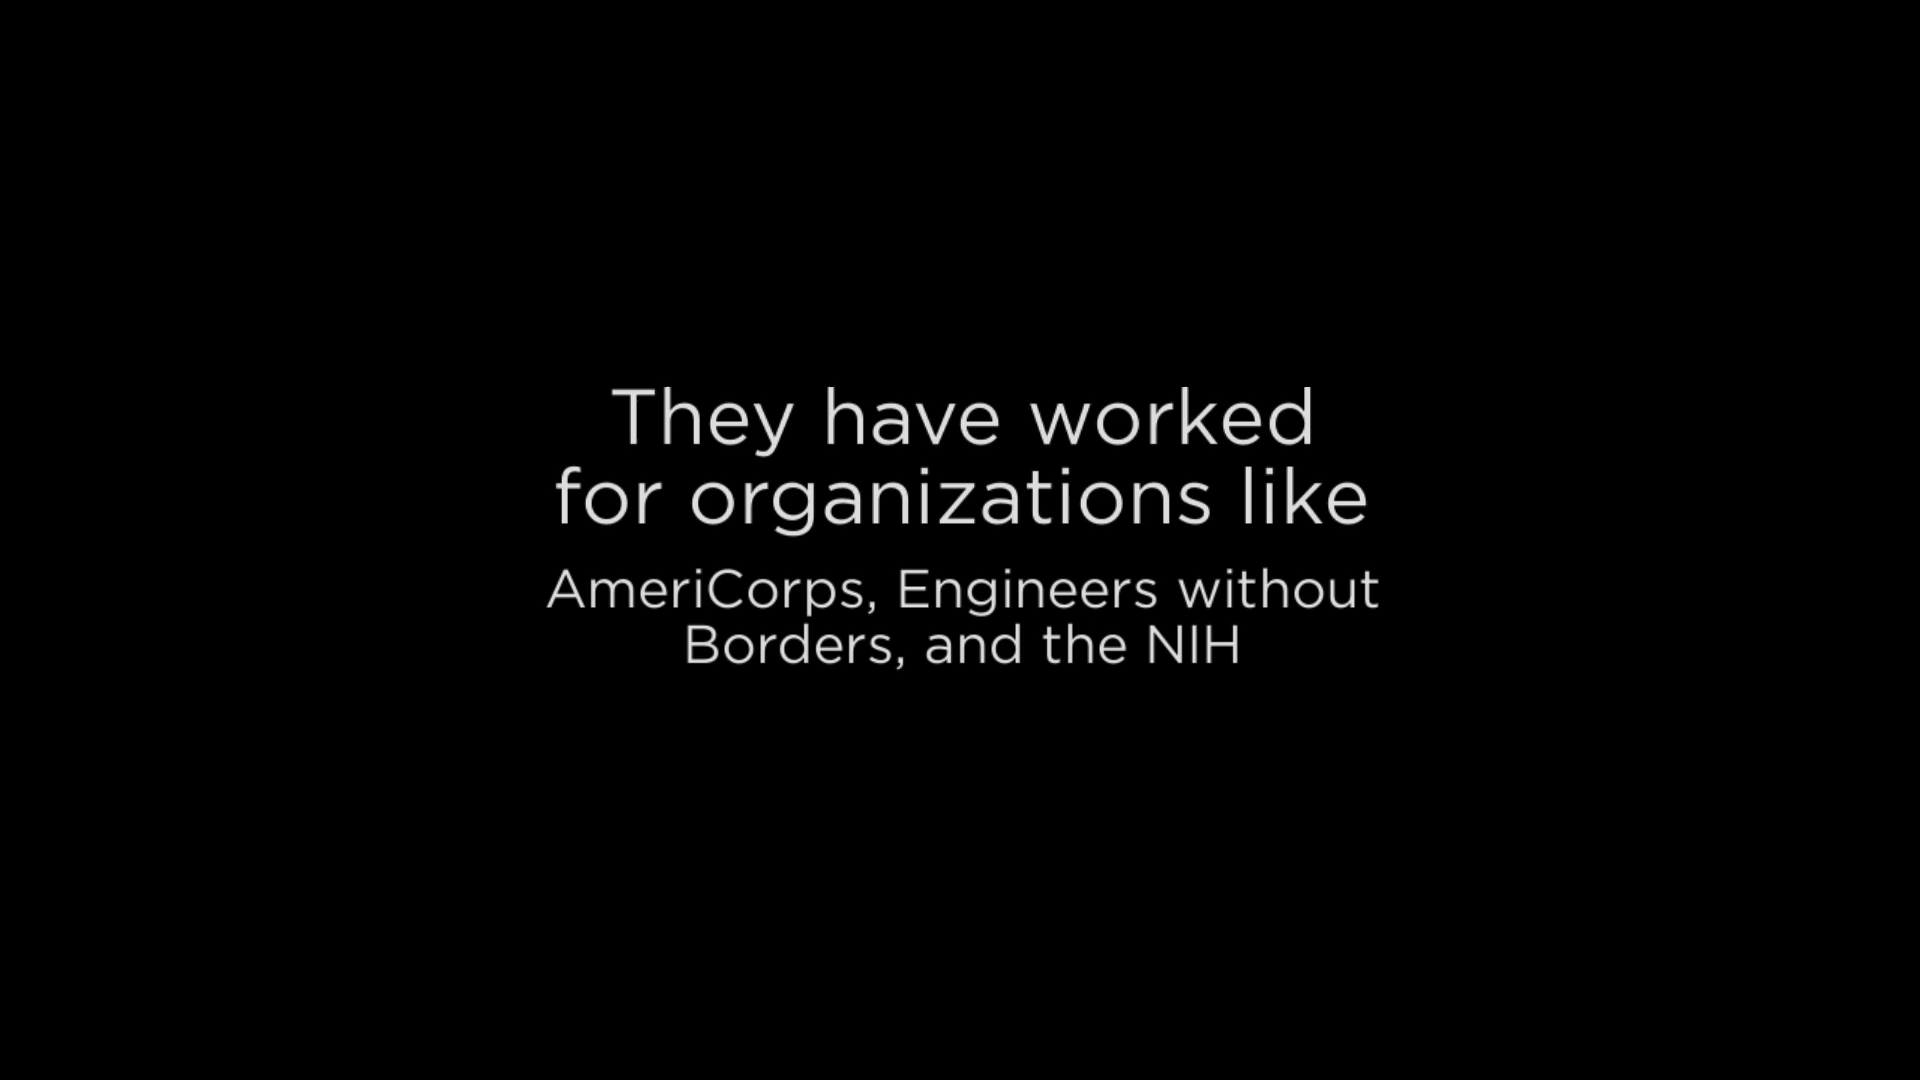 They have worked
for organizations like
AmeriCorps, Engineers without
Borders, and the NIH